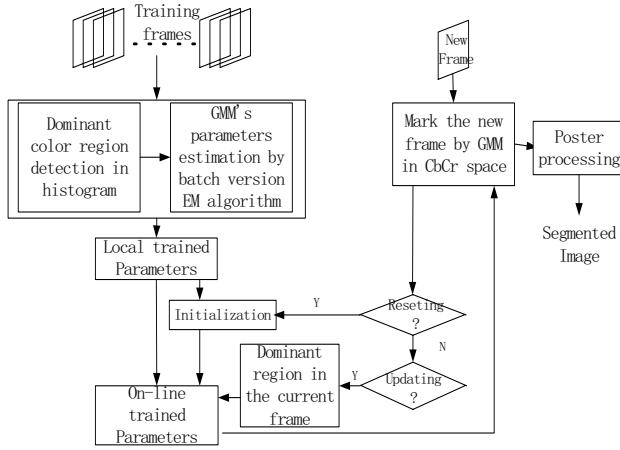 Training
frames
New
Frame
Dominant
color region
detection in
histogram
GMM's
parameters
estimation by
batch version
EM algorithm
Mark the new
frame by GMM
in CbCr space
Poster
processing
Segmented
Image
Local trained
Parameters
Initialization
Y
Reseting
?
N
Dominant
region in
the current
frame
Y
Updating
?
On-line
trained
Parameters